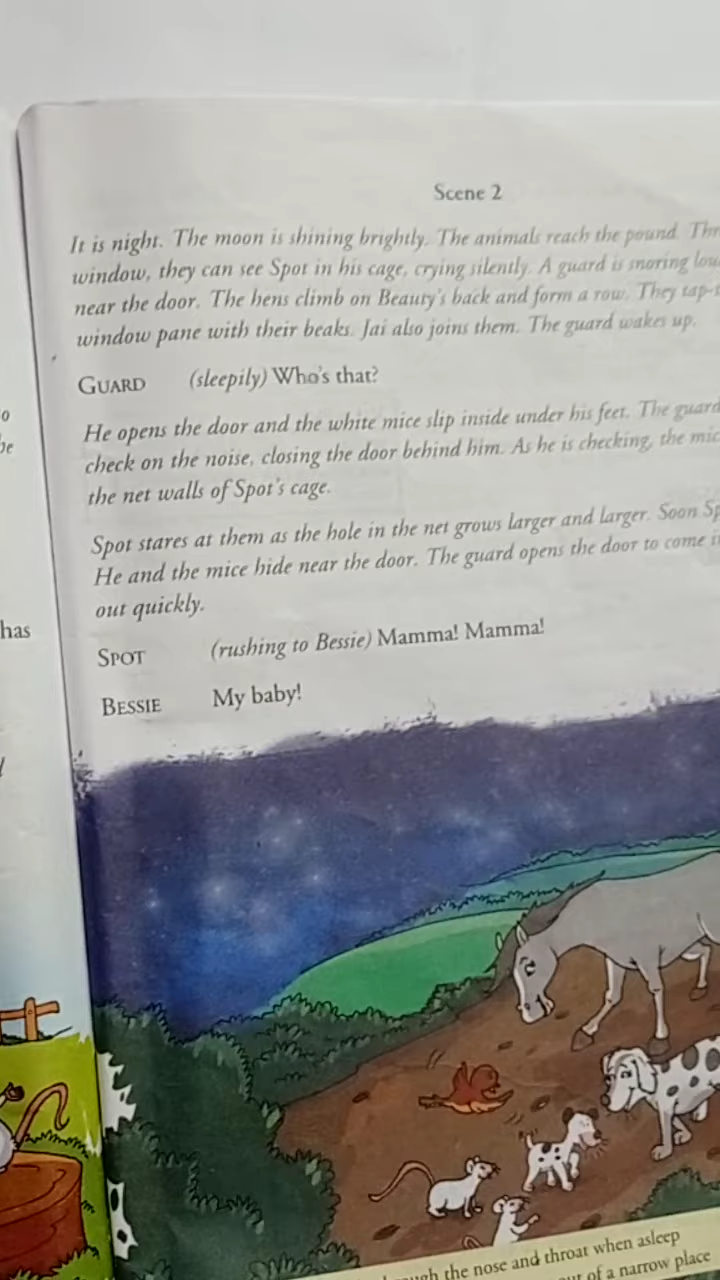 Scene 2
It is night. The moon is shining brightly. The animals reach the pound.
window, they can see Spot in his cage, crying silently. A guard is snoring
near the door. The hens climb on Beauty's back and form a row. They
window pane with their beaks. Jai also joins them. The guard wakes up.
GUARD (sleepily) Who's that?
He opens the door and the white mice slip inside under his feet. The guard
check on the noise, closing the door behind him. As he is checking, the
the net walls of Spot's cage.
Spot stares at them as the hole in the net grows larger and larger. Soon
He and the mice hide near the door. The guard opens the door to come
out quickly.
SPOT (rushing to Bessie) Mamma! Mamma!
BESSIE My baby!
has
the nose and throat when asleep
of a narrow place